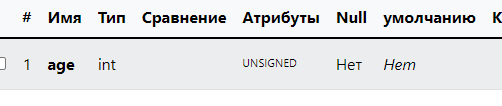 # Имя Тип Сравнение Атрибуты Null умолчанию К
1 age int UNSIGNED Нет Нет